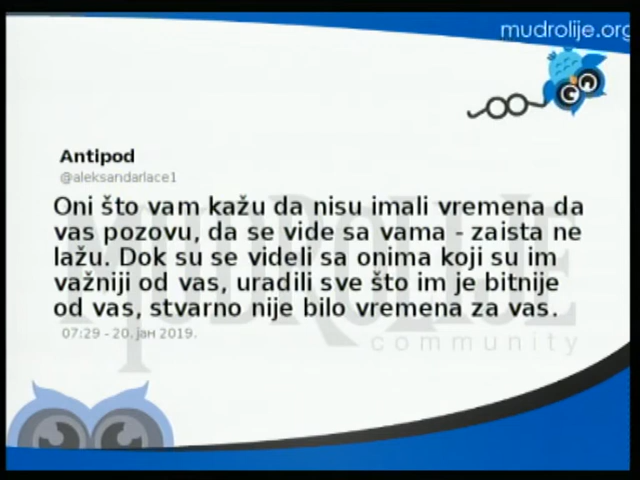 mudrolije.org
Antipod
@aleksandarlace1
Oni što vam kažu da nisu imali vremena da
vas pozovu, da se vide sa vama - zaista ne
lažu. Dok su se videli sa onima koji su im
važniji od vas, uradili sve što im je bitnije
od vas, stvarno nije bilo vremena za vas.
07:29 - 20. јан 2019.
MUDROLIJE
community